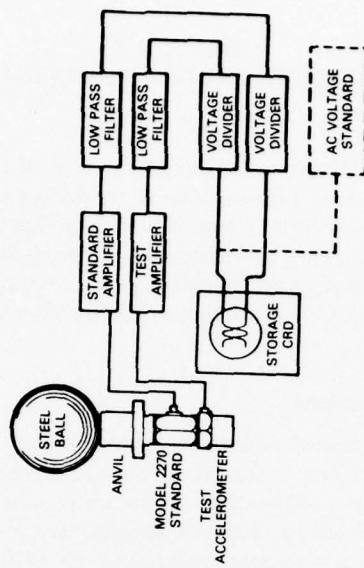 STEEL
BALL
ANVIL
MODEL 2270
STANDARD
TEST
ACCELEROMETER
STANDARD
AMPLIFIER
TEST
AMPLIFIER
LOW PASS
FILTER
LOW PASS
FILTER
VOLTAGE
DIVIDER
VOLTAGE
DIVIDER
STORAGE
CRD
AC VOLTAGE
STANDARD